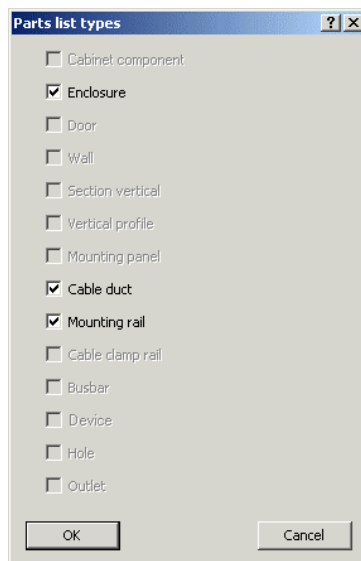 Parts list types
Cabinet component
Enclosure
Door
Wall
Section vertical
Vertical profile
Mounting panel
Cable duct
Mounting rail
Cable clamp rail
Busbar
Device
Hole
Outlet
OK Cancel